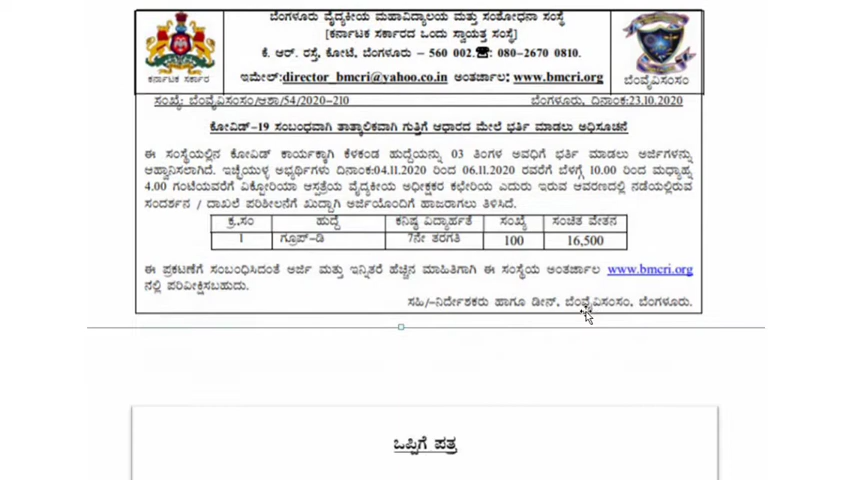 ಬೆಂಗಳೂರು ವೈದ್ಯಕೀಯ ಮಹಾವಿದ್ಯಾಲಯ ಮತ್ತು ಸಂಶೋಧನಾ ಸಂಸ್ಥೆ
[ಕರ್ನಾಟಕ ಸರ್ಕಾರದ ಒಂದು ಸ್ವಾಯತ್ತ ಸಂಸ್ಥೆ]
ಕೆ. ಆರ್. ರಸ್ತೆ, ಕೋಟೆ, ಬೆಂಗಳೂರು – 560 002.☎: 080-2670 0810.
ಇಮೇಲ್:director_bmcri@yahoo.co.in ಅಂತರ್ಜಾಲ; www.bmcri.org
ಕರ್ನಾಟಕ ಸರ್ಕಾರ
ಬೆಂವೈವಿಸಂಸಂ
ಸಂಖ್ಯೆ: ಬೆಂವೈವಿಸಂಸಂ/ಆಶಾ/54/2020-210 ಬೆಂಗಳೂರು, ದಿನಾಂಕ:23.10.2020
ಕೋವಿಡ್-19 ಸಂಬಂಧವಾಗಿ ತಾತ್ಕಾಲಿಕವಾಗಿ ಗುತ್ತಿಗೆ ಆಧಾರದ ಮೇಲೆ ಭರ್ತಿ ಮಾಡಲು ಅಧಿಸೂಚನೆ
ಈ ಸಂಸ್ಥೆಯಲ್ಲಿನ ಕೋವಿಡ್ ಕಾರ್ಯಕ್ಕಾಗಿ ಕೆಳಕಂಡ ಹುದ್ದೆಯನ್ನು 03 ತಿಂಗಳ ಅವಧಿಗೆ ಭರ್ತಿ ಮಾಡಲು ಅರ್ಜಿಗಳನ್ನು
ಆಹ್ವಾನಿಸಲಾಗಿದೆ. ಇಚ್ಛೆಯುಳ್ಳ ಅಭ್ಯರ್ಥಿಗಳು ದಿನಾಂಕ:04.11.2020 ರಿಂದ 06.11.2020 ರವರೆಗೆ ಬೆಳಗ್ಗೆ 10.00 ರಿಂದ ಮಧ್ಯಾಹ್ನ
4.00 ಗಂಟೆಯವರೆಗೆ ವಿಕ್ಟೋರಿಯಾ ಆಸ್ಪತ್ರೆಯ ವೈದ್ಯಕೀಯ ಅಧೀಕ್ಷಕರ ಕಛೇರಿಯ ಎದುರು ಇರುವ ಆವರಣದಲ್ಲಿ ನಡೆಯಲಿರುವ
ಸಂದರ್ಶನ / ದಾಖಲೆ ಪರಿಶೀಲನೆಗೆ ಖುದ್ದಾಗಿ ಅರ್ಜಿಯೊಂದಿಗೆ ಹಾಜರಾಗಲು ತಿಳಿಸಿದೆ.
ಕ್ರ.ಸಂ ಹುದ್ದೆ ಕನಿಷ್ಠ ವಿದ್ಯಾರ್ಹತೆ ಸಂಖ್ಯೆ ಸಂಚಿತ ವೇತನ
1 ಗ್ರೂಪ್-ಡಿ 7ನೇ ತರಗತಿ 100 16,500
ಈ ಪ್ರಕಟಣೆಗೆ ಸಂಬಂಧಿಸಿದಂತೆ ಅರ್ಜಿ ಮತ್ತು ಇನ್ನಿತರೆ ಹೆಚ್ಚಿನ ಮಾಹಿತಿಗಾಗಿ ಈ ಸಂಸ್ಥೆಯ ಅಂತರ್ಜಾಲ www.bmcri.org
ನಲ್ಲಿ ಪರಿವೀಕ್ಷಿಸಬಹುದು.
ಸಹಿ/-ನಿರ್ದೇಶಕರು ಹಾಗೂ ಡೀನ್, ಬೆಂವೈವಿಸಂಸಂ, ಬೆಂಗಳೂರು.
ಒಪ್ಪಿಗೆ ಪತ್ರ